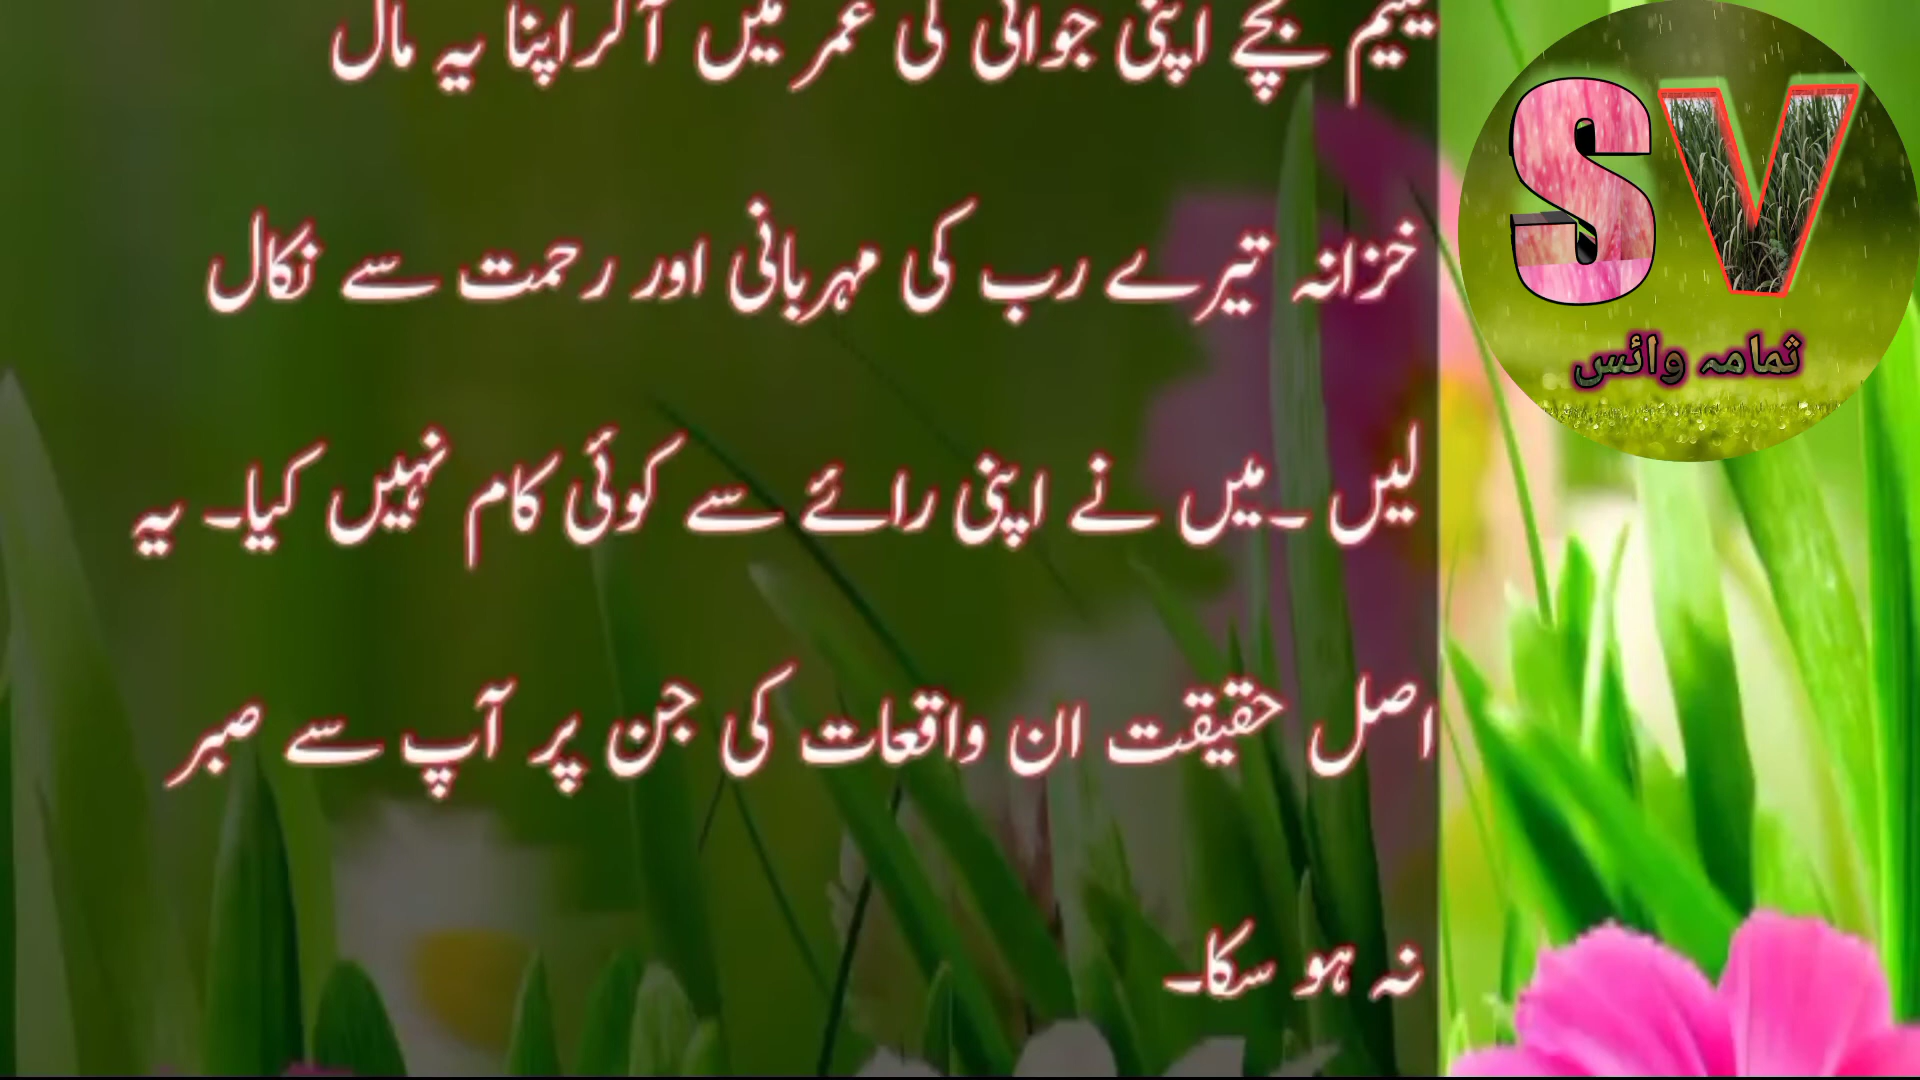 یتیم بچے اپنی جوانی کی عمر میں آکر اپنا یہ مال
خزانہ تیرے رب کی مہربانی اور رحمت سے نکال
لیں ۔میں نے اپنی رائے سے کوئی کام نہیں کیا۔ یہ
اصل حقیقت ان واقعات کی جن پر آپ سے صبر
نہ ہو سکا۔
SV
ثمامہ وائس